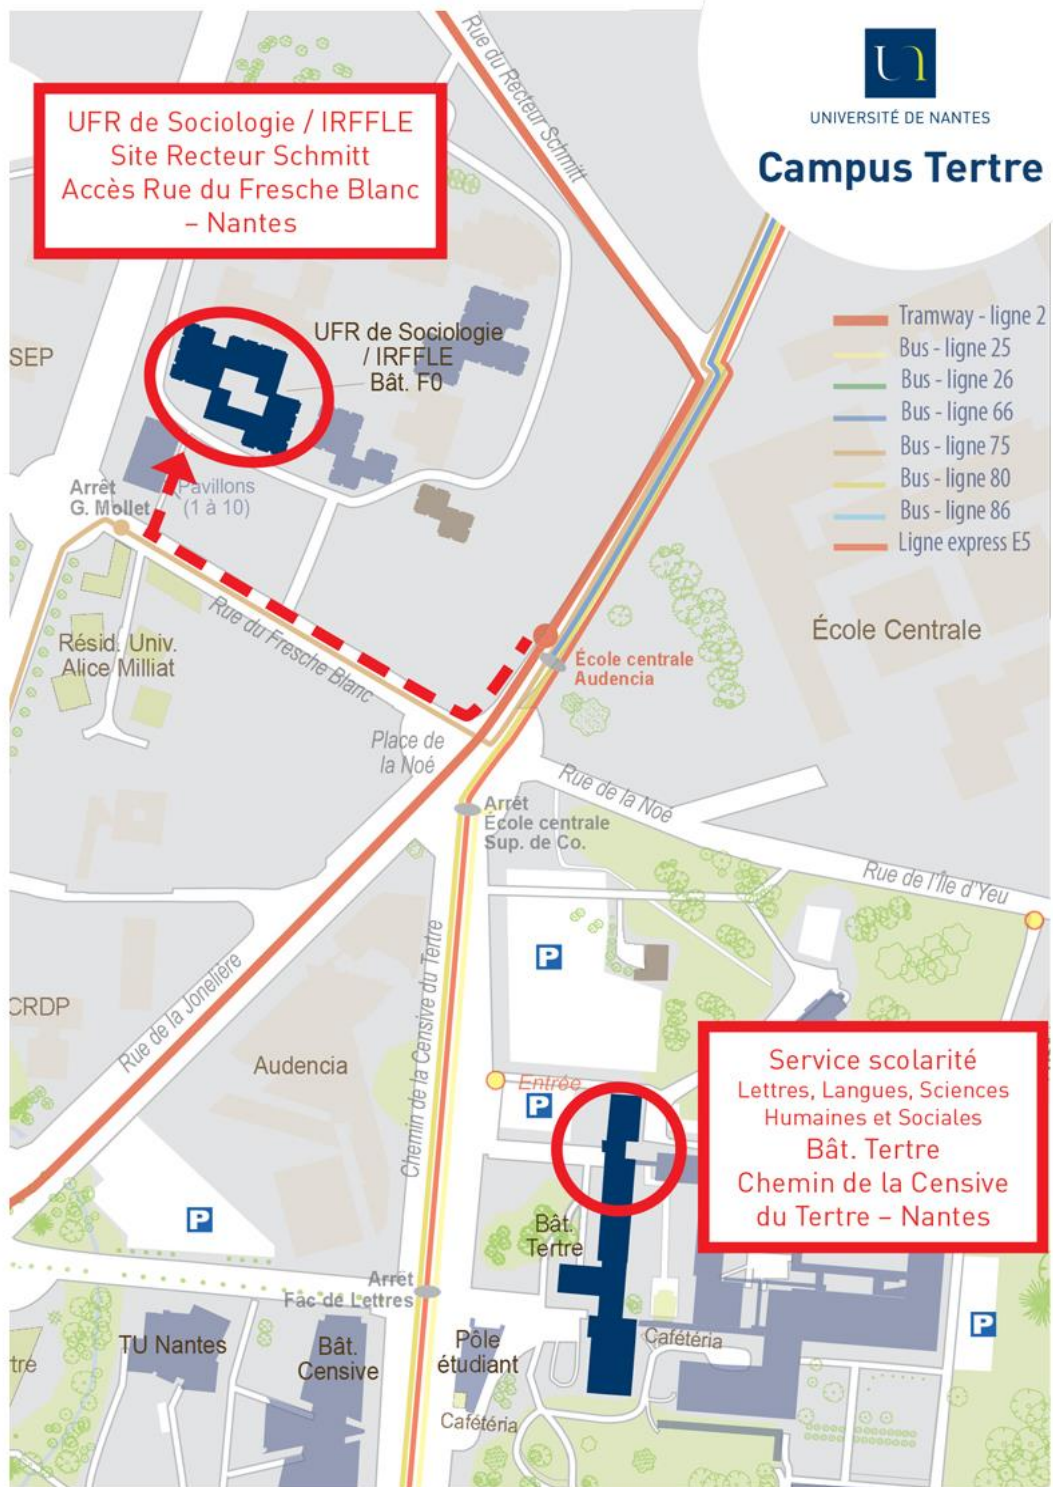 UNIVERSITÉ DE NANTES
Campus Tertre
Rue du Recteur Schmitt
UFR de Sociologie / IRFFLE
Site Recteur Schmitt
Accès Rue du Fresche Blanc
– Nantes
Tramway - ligne 2
Bus - ligne 25
Bus - ligne 26
Bus - ligne 66
Bus - ligne 75
Bus - ligne 80
Bus - ligne 86
Ligne express E5
SEP
UFR de Sociologie
/ IRFFLE
Bât. F0
Arrêt
G. Mollet
Pavillons
(1 à 10)
Rue du Fresche Blanc
Résid. Univ.
Alice Milliat
École Centrale
École centrale
Audencia
Place de
la Noé
Rue de la Noé
Arrêt
École centrale
Sup. de Co.
Rue de l'Île d'Yeu
P
CRDP
Rue de la Jonelière
Audencia
Chemin de la Censive du Tertre
Entrée
P
Service scolarité
Lettres, Langues, Sciences
Humaines et Sociales
Bât. Tertre
Chemin de la Censive
du Tertre – Nantes
P
Bât.
Tertre
Arrêt
Fac de Lettres
TU Nantes
Bât.
Censive
Pôle
étudiant
Cafétéria
P
tre
Cafétéria